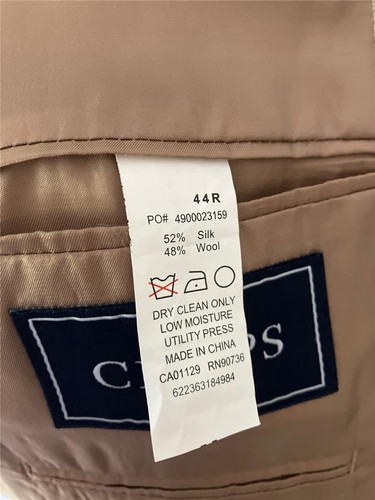 44R
PO# 4900023159
52% Silk
48% Wool
DRY CLEAN ONLY
LOW MOISTURE
UTILITY PRESS
MADE IN CHINA
CA01129 RN90736
622363184984